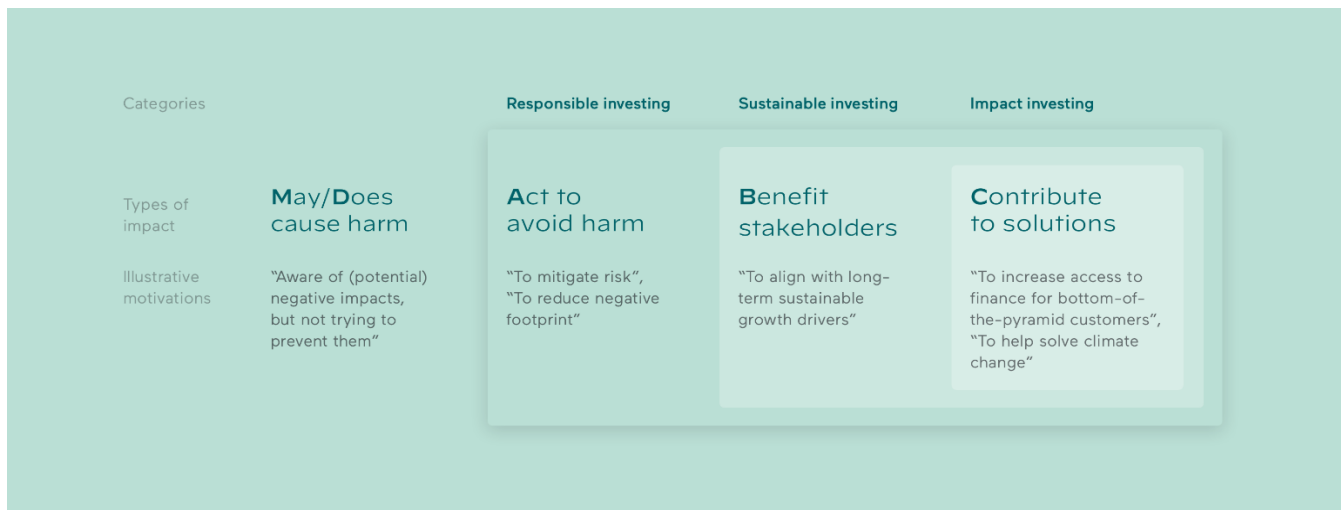 Categories
Responsible investing
Sustainable investing
Impact investing
Types of
impact
May/Does
cause harm
Act to
avoid harm
Benefit
stakeholders
Contribute
to solutions
Illustrative
motivations
“Aware of (potential)
negative impacts,
but not trying to
prevent them”
“To mitigate risk”,
“To reduce negative
footprint”
“To align with long-
term sustainable
growth drivers”
“To increase access to
finance for bottom-of-
the-pyramid customers”,
“To help solve climate
change”